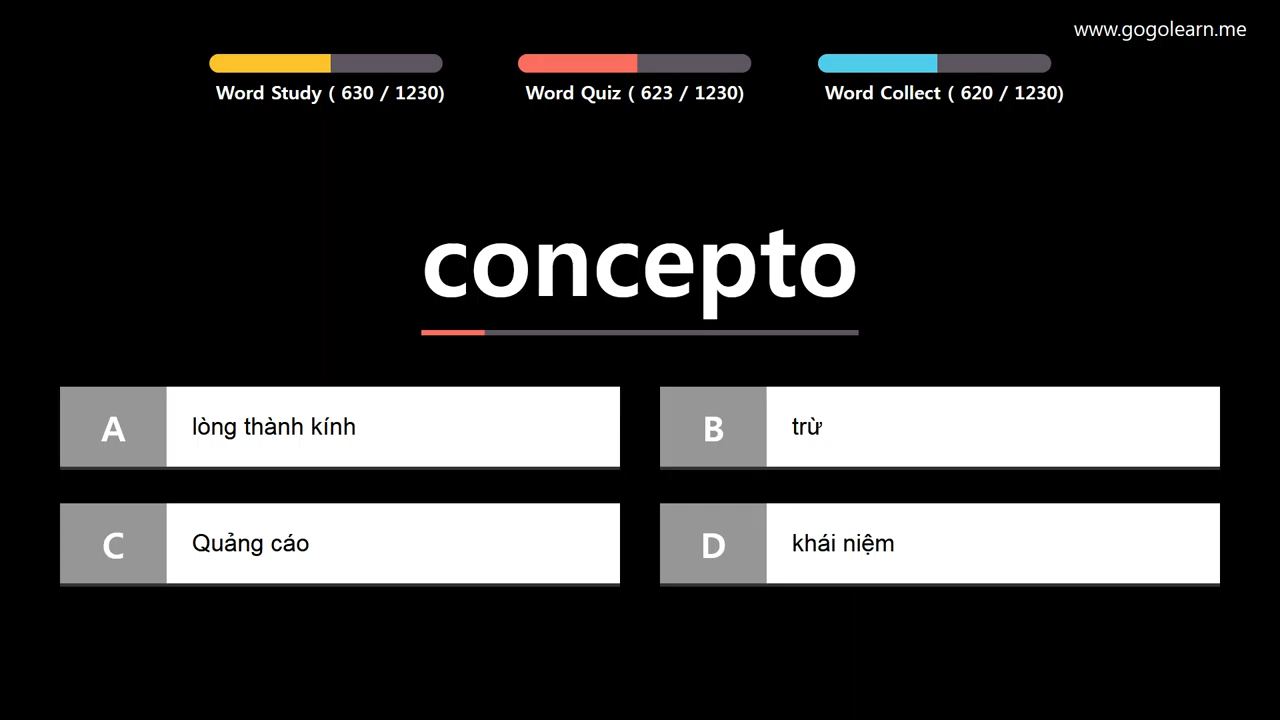 www.gogolearn.me
Word Study ( 630 / 1230)
Word Quiz ( 623 / 1230)
Word Collect ( 620 / 1230)
concepto
A lòng thành kính
B trừ
C Quảng cáo
D khái niệm